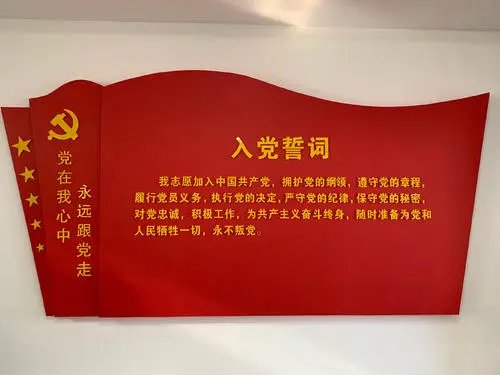 党在我心中
永远跟党走
入党誓词
我志愿加入中国共产党，拥护党的纲领，遵守党的章程，
履行党员义务，执行党的决定，严守党的纪律，保守党的秘密，
对党忠诚，积极工作，为共产主义奋斗终身，随时准备为党和
人民牺牲一切，永不叛党。